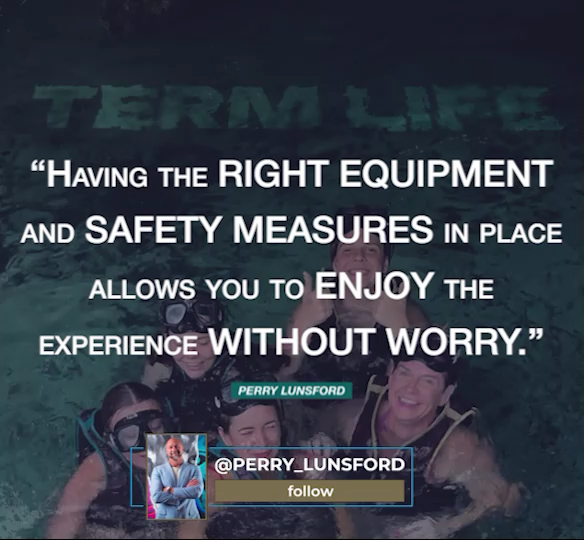 TERM LIFE
“HAVING THE RIGHT EQUIPMENT
AND SAFETY MEASURES IN PLACE
ALLOWS YOU TO ENJOY THE
EXPERIENCE WITHOUT WORRY.”
PERRY LUNSFORD
@PERRY_LUNSFORD
follow